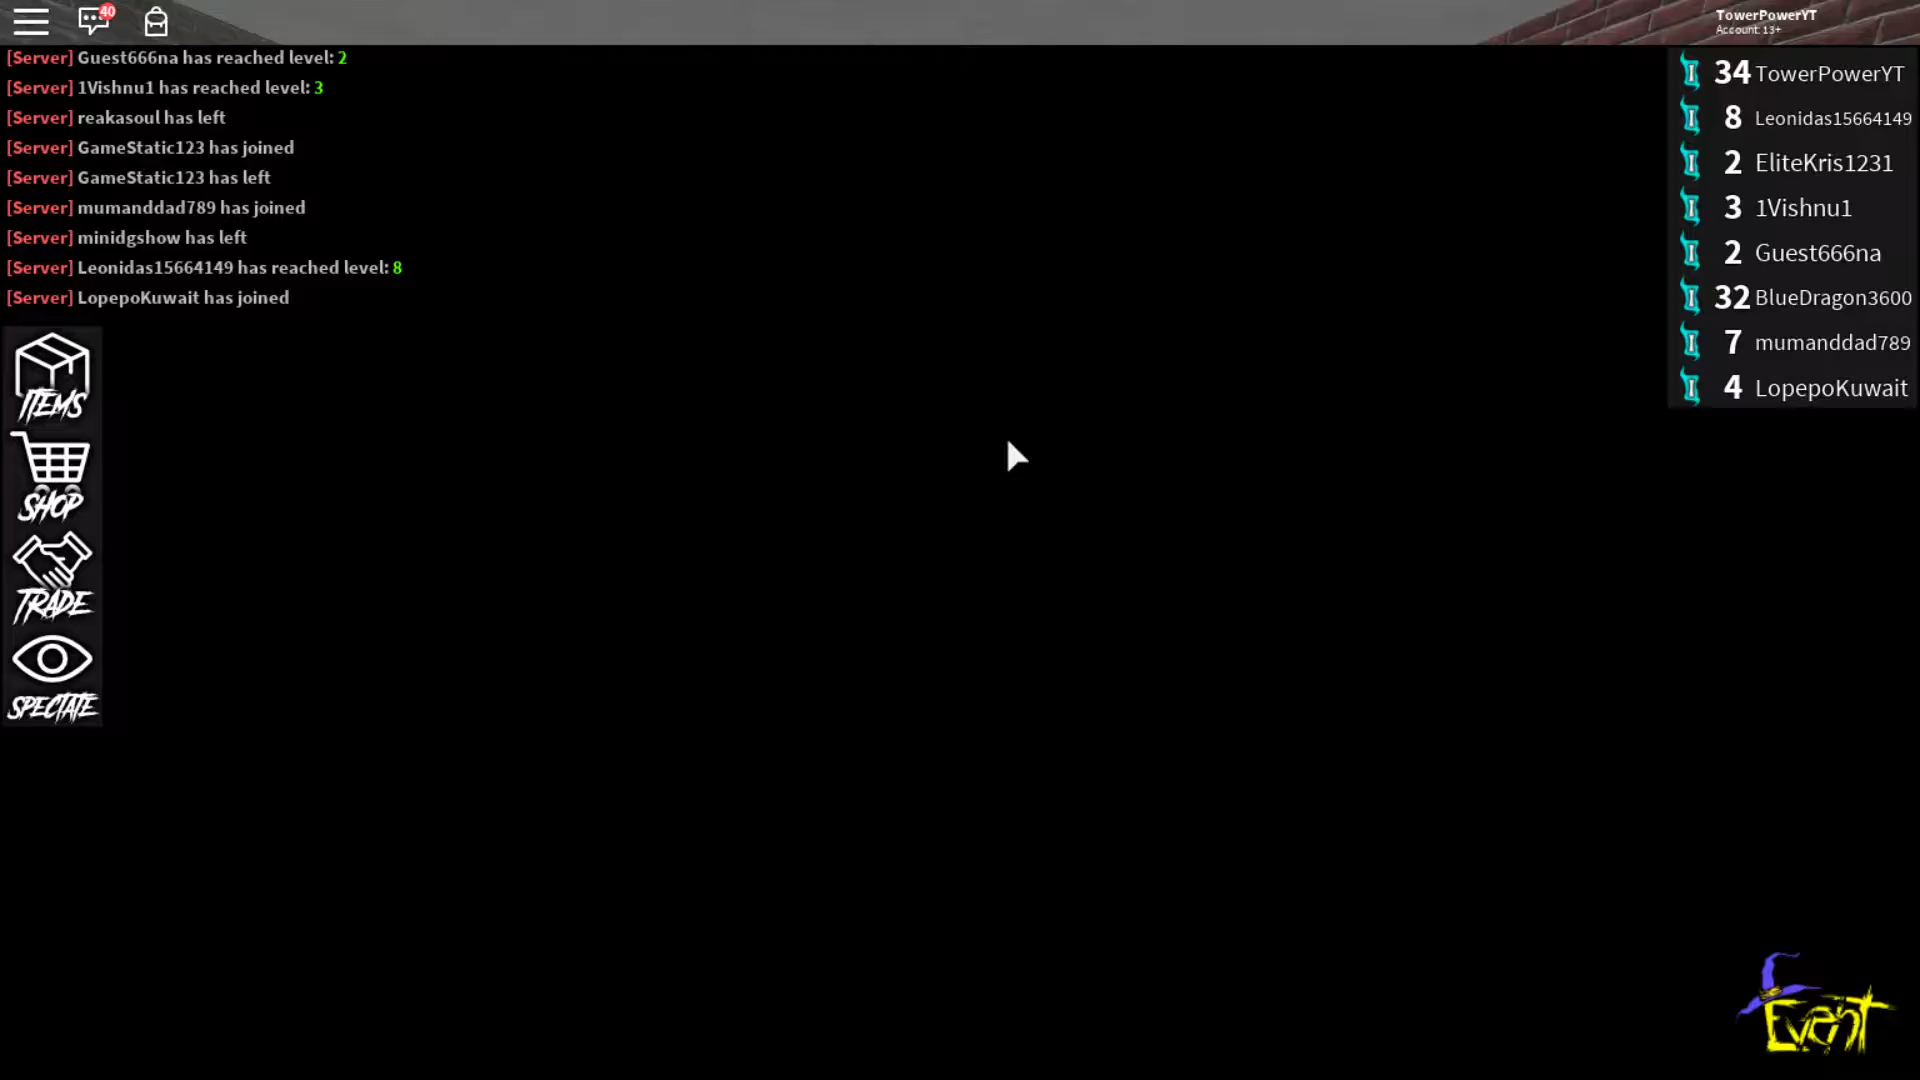 40
TowerPowerYT
Account: 13+
[Server] Guest666na has reached level: 2
[Server] 1Vishnu1 has reached level: 3
[Server] reakasoul has left
[Server] GameStatic123 has joined
[Server] GameStatic123 has left
[Server] mumanddad789 has joined
[Server] minidgshow has left
[Server] Leonidas15664149 has reached level: 8
[Server] LopepoKuwait has joined
ITEMS
SHOP
TRADE
SPECTATE
I 34 TowerPowerYT
I 8 Leonidas15664149
I 2 EliteKris1231
I 3 1Vishnu1
I 2 Guest666na
I 32 BlueDragon3600
I 7 mumanddad789
I 4 LopepoKuwait
Event